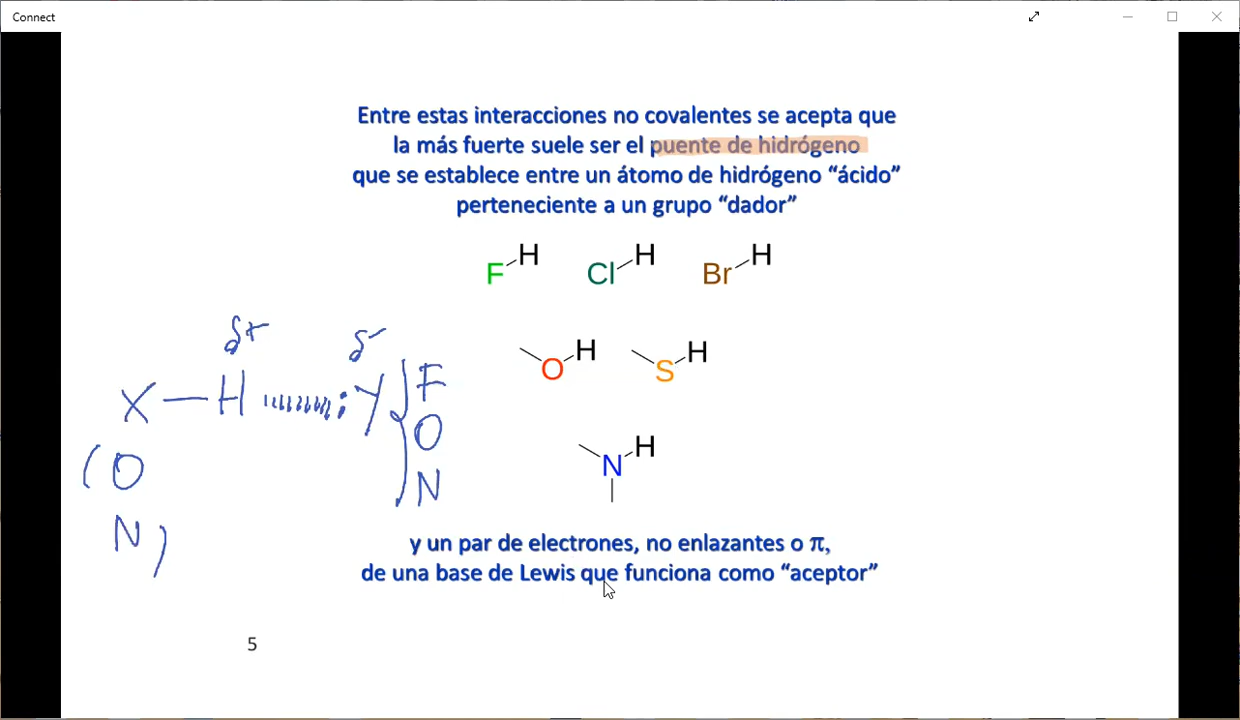 Connect
Entre estas interacciones no covalentes se acepta que
la más fuerte suele ser el puente de hidrógeno
que se establece entre un átomo de hidrógeno “ácido”
perteneciente a un grupo “dador”
F H Cl H Br H
δ+ δ-
O H S H
X — H ıııııııı : Y } F
O
N
(O
N)
N H
y un par de electrones, no enlazantes o π,
de una base de Lewis que funciona como “aceptor”
5